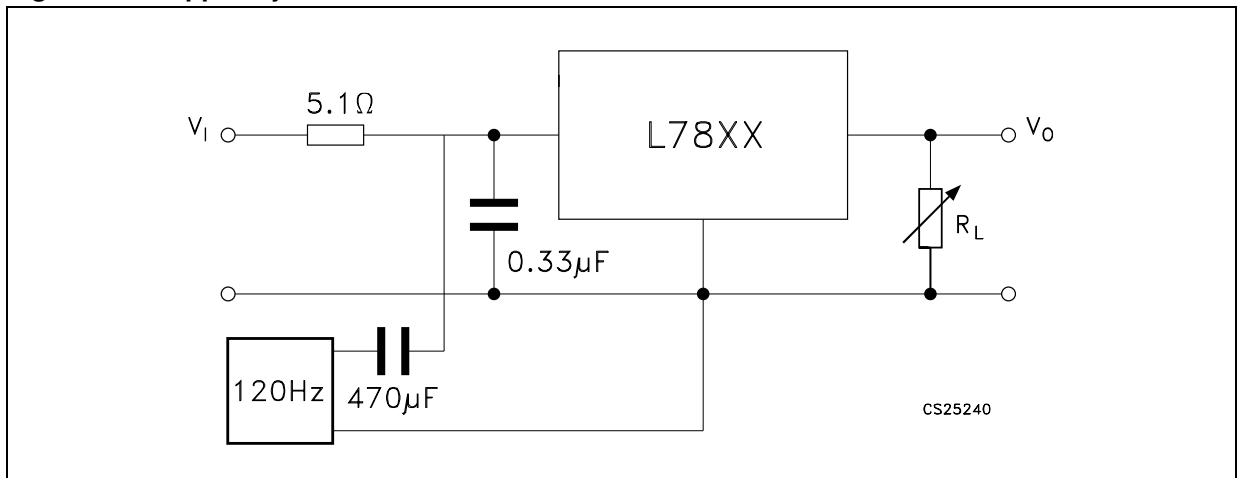 5.1Ω
V_I
L78XX
V_O
R_L
0.33µF
120Hz
470µF
CS25240